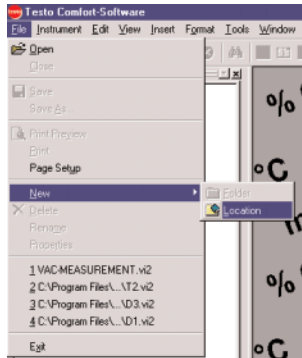 Testo Comfort-Software
File Instrument Edit View Insert Format Tools Window
Open
Close
Save
Save As...
Print Preview
Print
Page Setup
New
Folder
Location
Delete
Rename
Properties
1 VAC-MEASUREMENT.vi2
2 C:\Program Files\...\T2.vi2
3 C:\Program Files\...\D3.vi2
4 C:\Program Files\...\D1.vi2
Exit
%
°C
%
°C